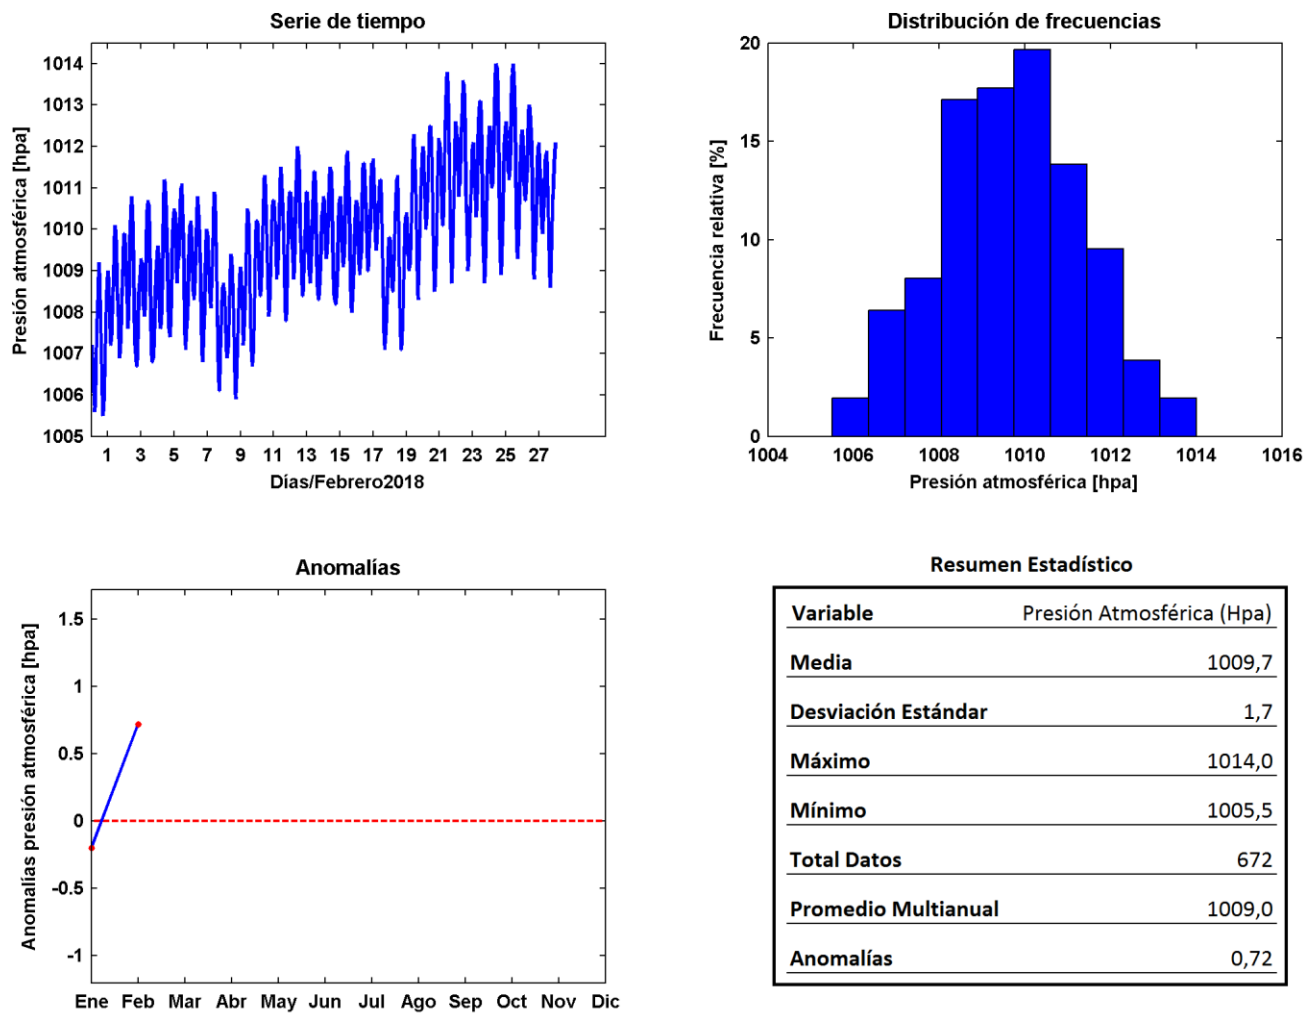 Serie de tiempo
Presión atmosférica [hpa]
1014
1013
1012
1011
1010
1009
1008
1007
1006
1005
1 3 5 7 9 11 13 15 17 19 21 23 25 27
Días/Febrero2018
Distribución de frecuencias
Frecuencia relativa [%]
20
15
10
5
0
1004 1006 1008 1010 1012 1014 1016
Presión atmosférica [hpa]
Anomalías
Anomalías presión atmosférica [hpa]
1.5
1
0.5
0
-0.5
-1
Ene Feb Mar Abr May Jun Jul Ago Sep Oct Nov Dic
Resumen Estadístico
Variable Presión Atmosférica (Hpa)
Media 1009,7
Desviación Estándar 1,7
Máximo 1014,0
Mínimo 1005,5
Total Datos 672
Promedio Multianual 1009,0
Anomalías 0,72